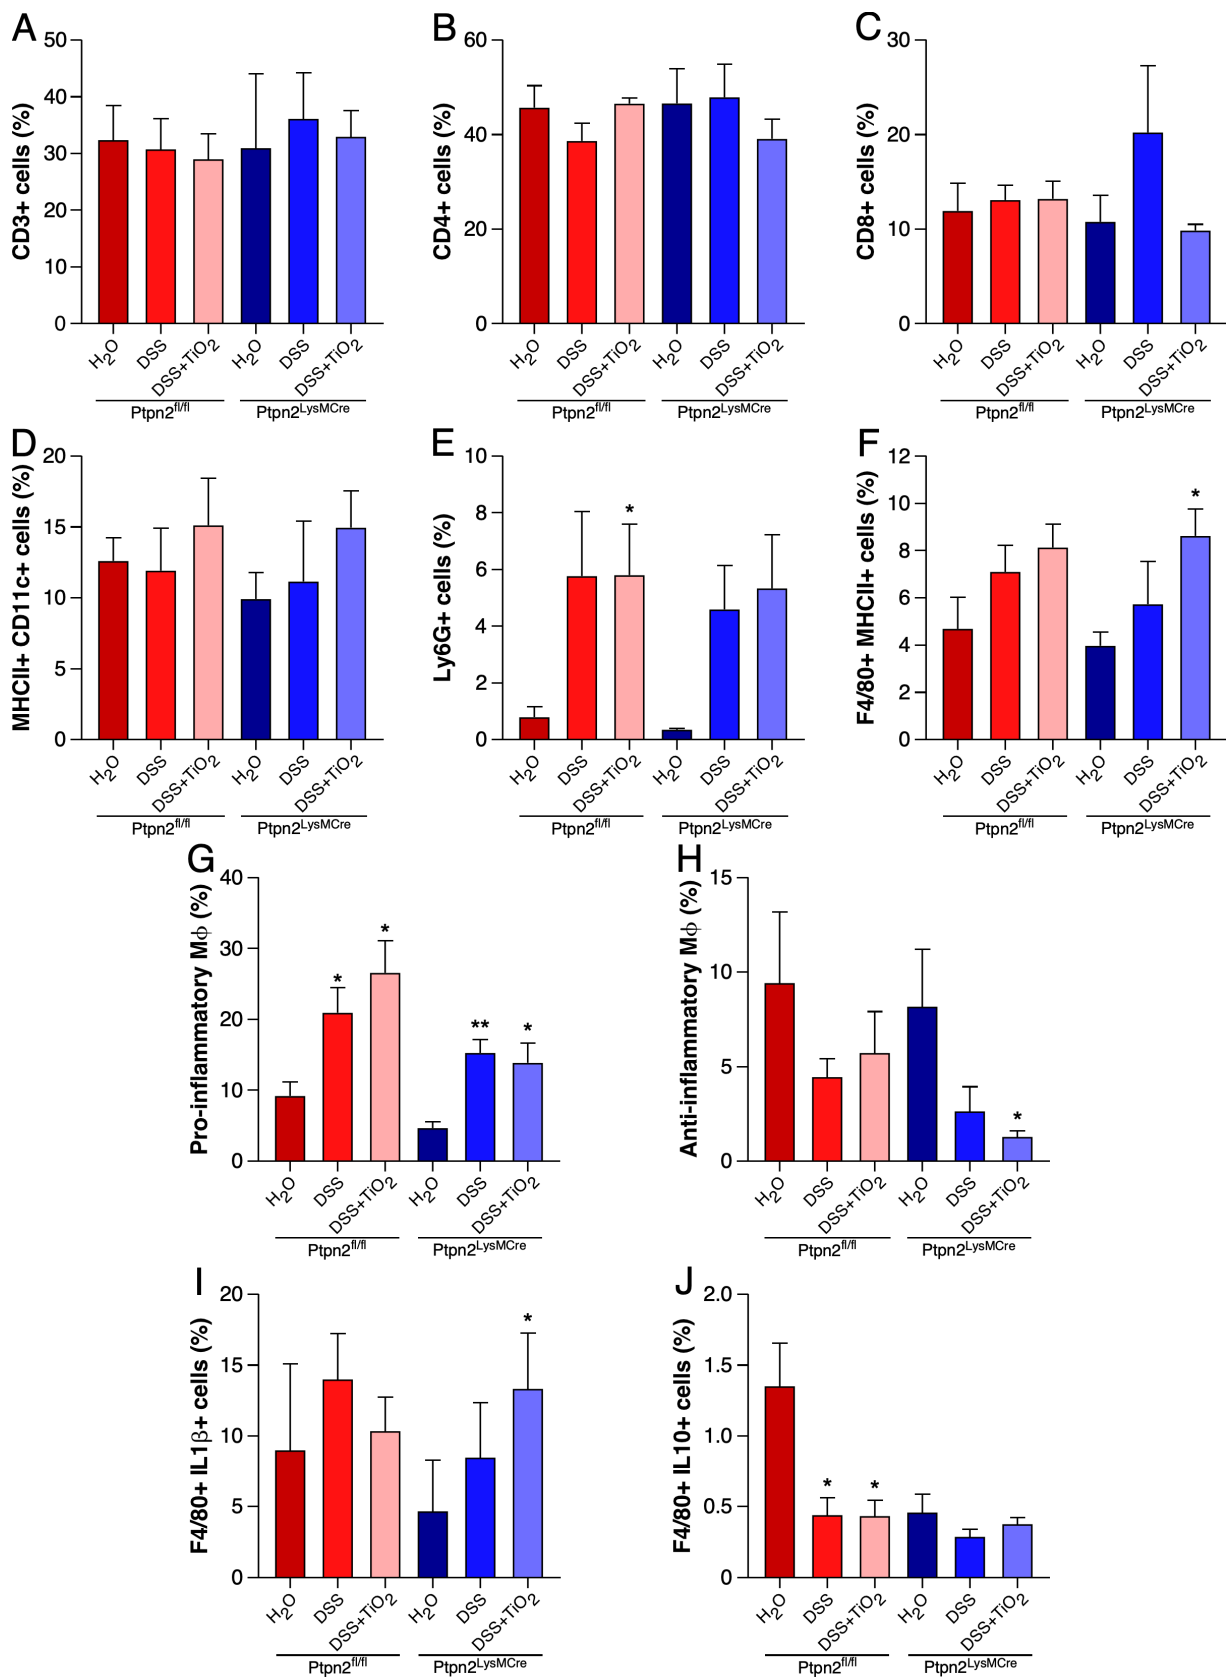 A
CD3+ cells (%)
50
40
30
20
10
0
H2O
DSS
DSS+TiO2
H2O
DSS
DSS+TiO2
Ptpn2fl/fl
Ptpn2LysMCre
B
CD4+ cells (%)
60
40
20
0
H2O
DSS
DSS+TiO2
H2O
DSS
DSS+TiO2
Ptpn2fl/fl
Ptpn2LysMCre
C
CD8+ cells (%)
30
20
10
0
H2O
DSS
DSS+TiO2
H2O
DSS
DSS+TiO2
Ptpn2fl/fl
Ptpn2LysMCre
D
MHCII+ CD11c+ cells (%)
20
15
10
5
0
H2O
DSS
DSS+TiO2
H2O
DSS
DSS+TiO2
Ptpn2fl/fl
Ptpn2LysMCre
E
Ly6G+ cells (%)
10
8
6
4
2
0
*
H2O
DSS
DSS+TiO2
H2O
DSS
DSS+TiO2
Ptpn2fl/fl
Ptpn2LysMCre
F
F4/80+ MHCII+ cells (%)
12
10
8
6
4
2
0
*
H2O
DSS
DSS+TiO2
H2O
DSS
DSS+TiO2
Ptpn2fl/fl
Ptpn2LysMCre
G
Pro-inflammatory Mϕ (%)
40
30
20
10
0
*
*
**
*
H2O
DSS
DSS+TiO2
H2O
DSS
DSS+TiO2
Ptpn2fl/fl
Ptpn2LysMCre
H
Anti-inflammatory Mϕ (%)
15
10
5
0
*
H2O
DSS
DSS+TiO2
H2O
DSS
DSS+TiO2
Ptpn2fl/fl
Ptpn2LysMCre
I
F4/80+ IL1β+ cells (%)
20
15
10
5
0
*
H2O
DSS
DSS+TiO2
H2O
DSS
DSS+TiO2
Ptpn2fl/fl
Ptpn2LysMCre
J
F4/80+ IL10+ cells (%)
2.0
1.5
1.0
0.5
0
*
*
H2O
DSS
DSS+TiO2
H2O
DSS
DSS+TiO2
Ptpn2fl/fl
Ptpn2LysMCre